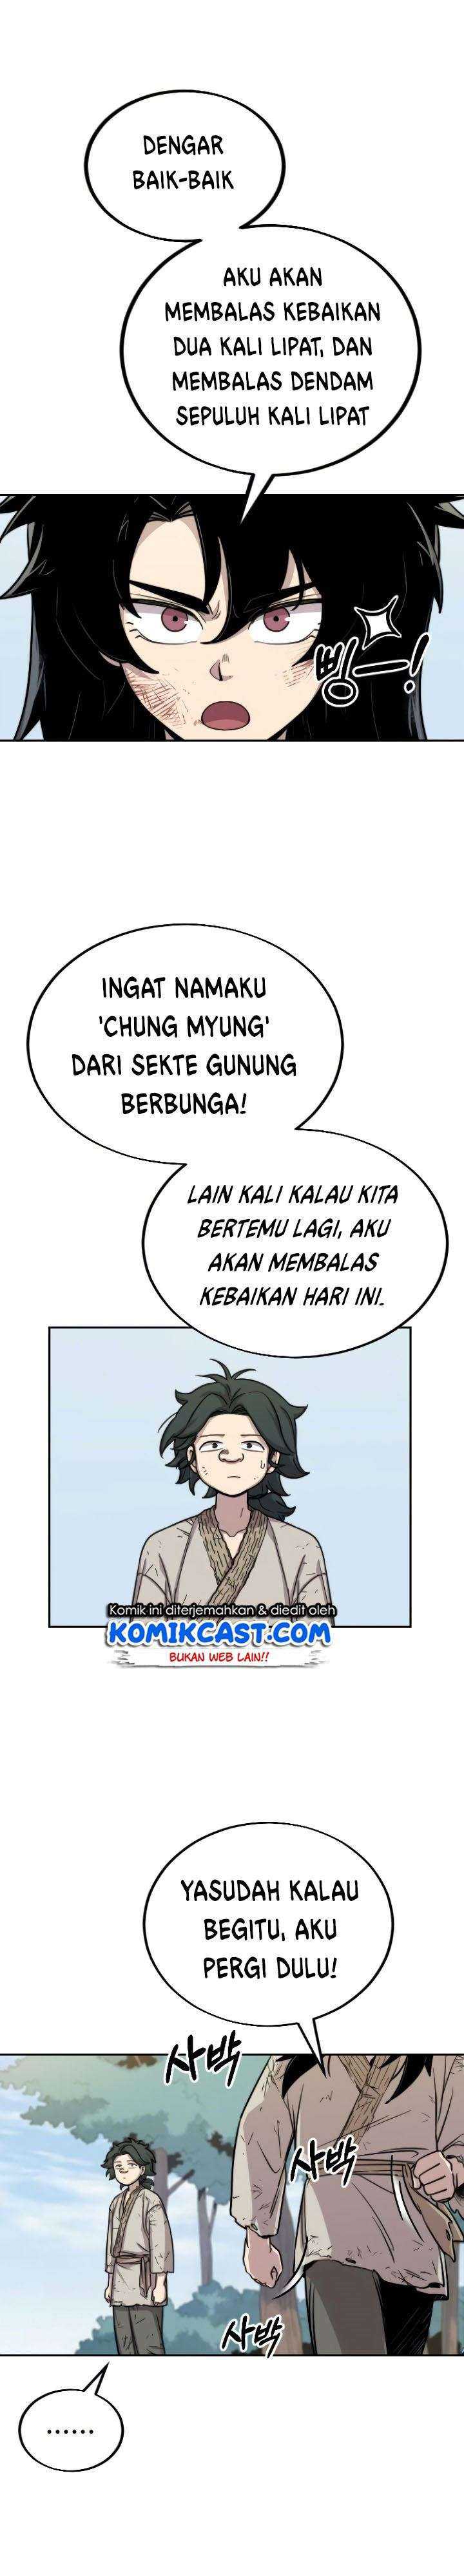 DENGAR
BAIK-BAIK
AKU AKAN
MEMBALAS KEBAIKAN
DUA KALI LIPAT, DAN
MEMBALAS DENDAM
SEPULUH KALI LIPAT
삥ㅡ!
INGAT NAMAKU
'CHUNG MYUNG'
DARI SEKTE GUNUNG
BERBUNGA!
LAIN KALI KALAU KITA
BERTEMU LAGI, AKU
AKAN MEMBALAS
KEBAIKAN HARI INI.
Komik ini diterjemahkan & diedit oleh
KOMIKCAST.COM
BUKAN WEB LAIN!!
YASUDAH KALAU
BEGITU, AKU
PERGI DULU!
사박
사박
사박
......